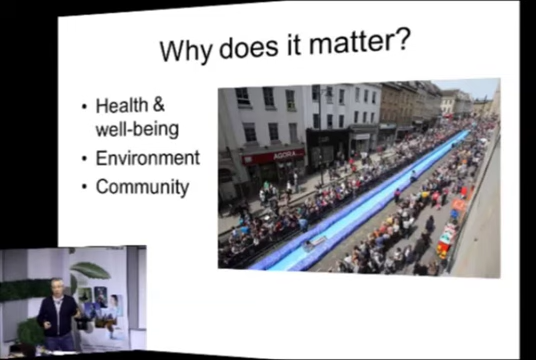 Why does it matter?
• Health &
well-being
• Environment
• Community
AGORA